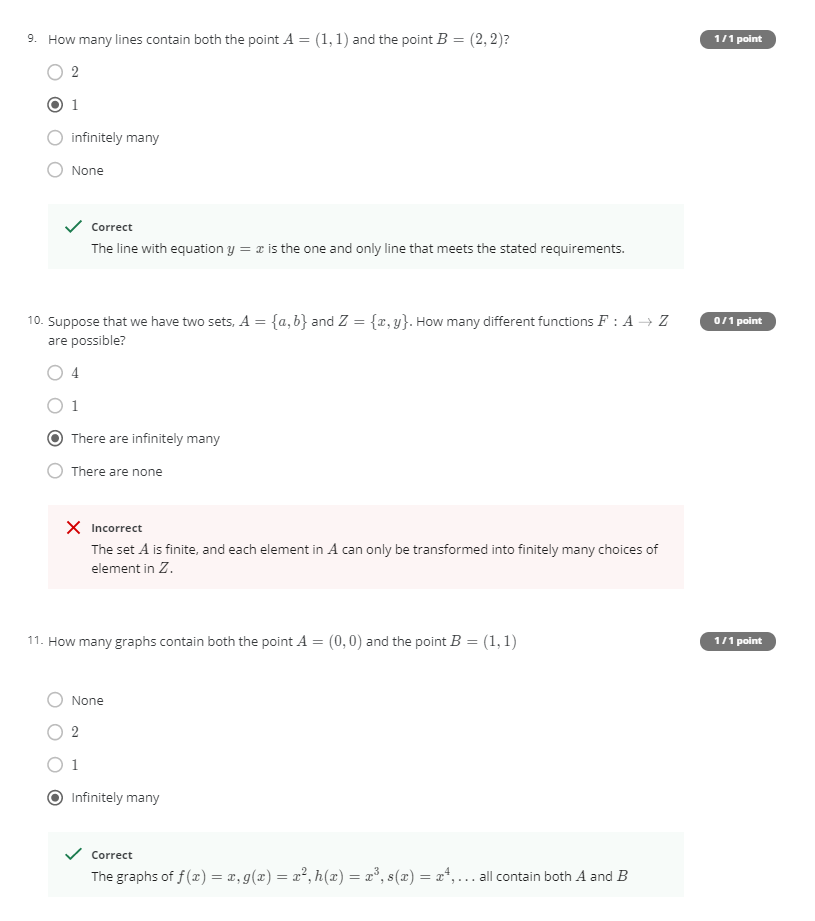 9. How many lines contain both the point A = (1, 1) and the point B = (2, 2)?
1 / 1 point
2
1
infinitely many
None
Correct
The line with equation y = x is the one and only line that meets the stated requirements.
10. Suppose that we have two sets, A = {a, b} and Z = {x, y}. How many different functions F : A → Z
are possible?
0 / 1 point
4
1
There are infinitely many
There are none
Incorrect
The set A is finite, and each element in A can only be transformed into finitely many choices of
element in Z.
11. How many graphs contain both the point A = (0, 0) and the point B = (1, 1)
1 / 1 point
None
2
1
Infinitely many
Correct
The graphs of f(x) = x, g(x) = x², h(x) = x³, s(x) = x⁴, . . . all contain both A and B